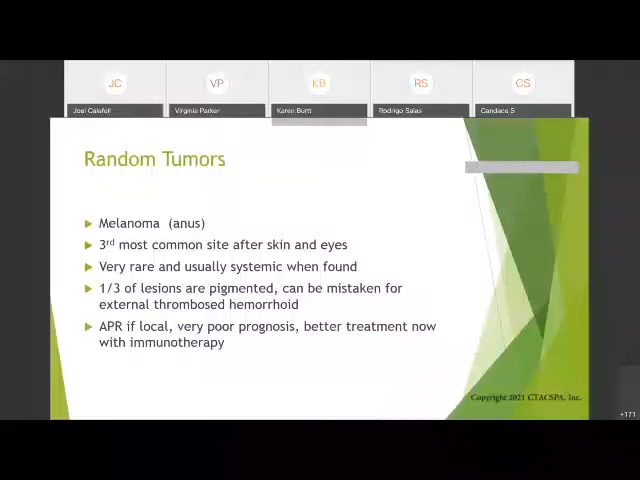 JC
VP
KB
RS
CS
Joel Calafell
Virginia Parker
Karen Burtt
Rodrigo Salas
Candace S
Random Tumors
Melanoma (anus)
3rd most common site after skin and eyes
Very rare and usually systemic when found
1/3 of lesions are pigmented, can be mistaken for
external thrombosed hemorrhoid
APR if local, very poor prognosis, better treatment now
with immunotherapy
Copyright 2021 CTACSPA, Inc.
+171